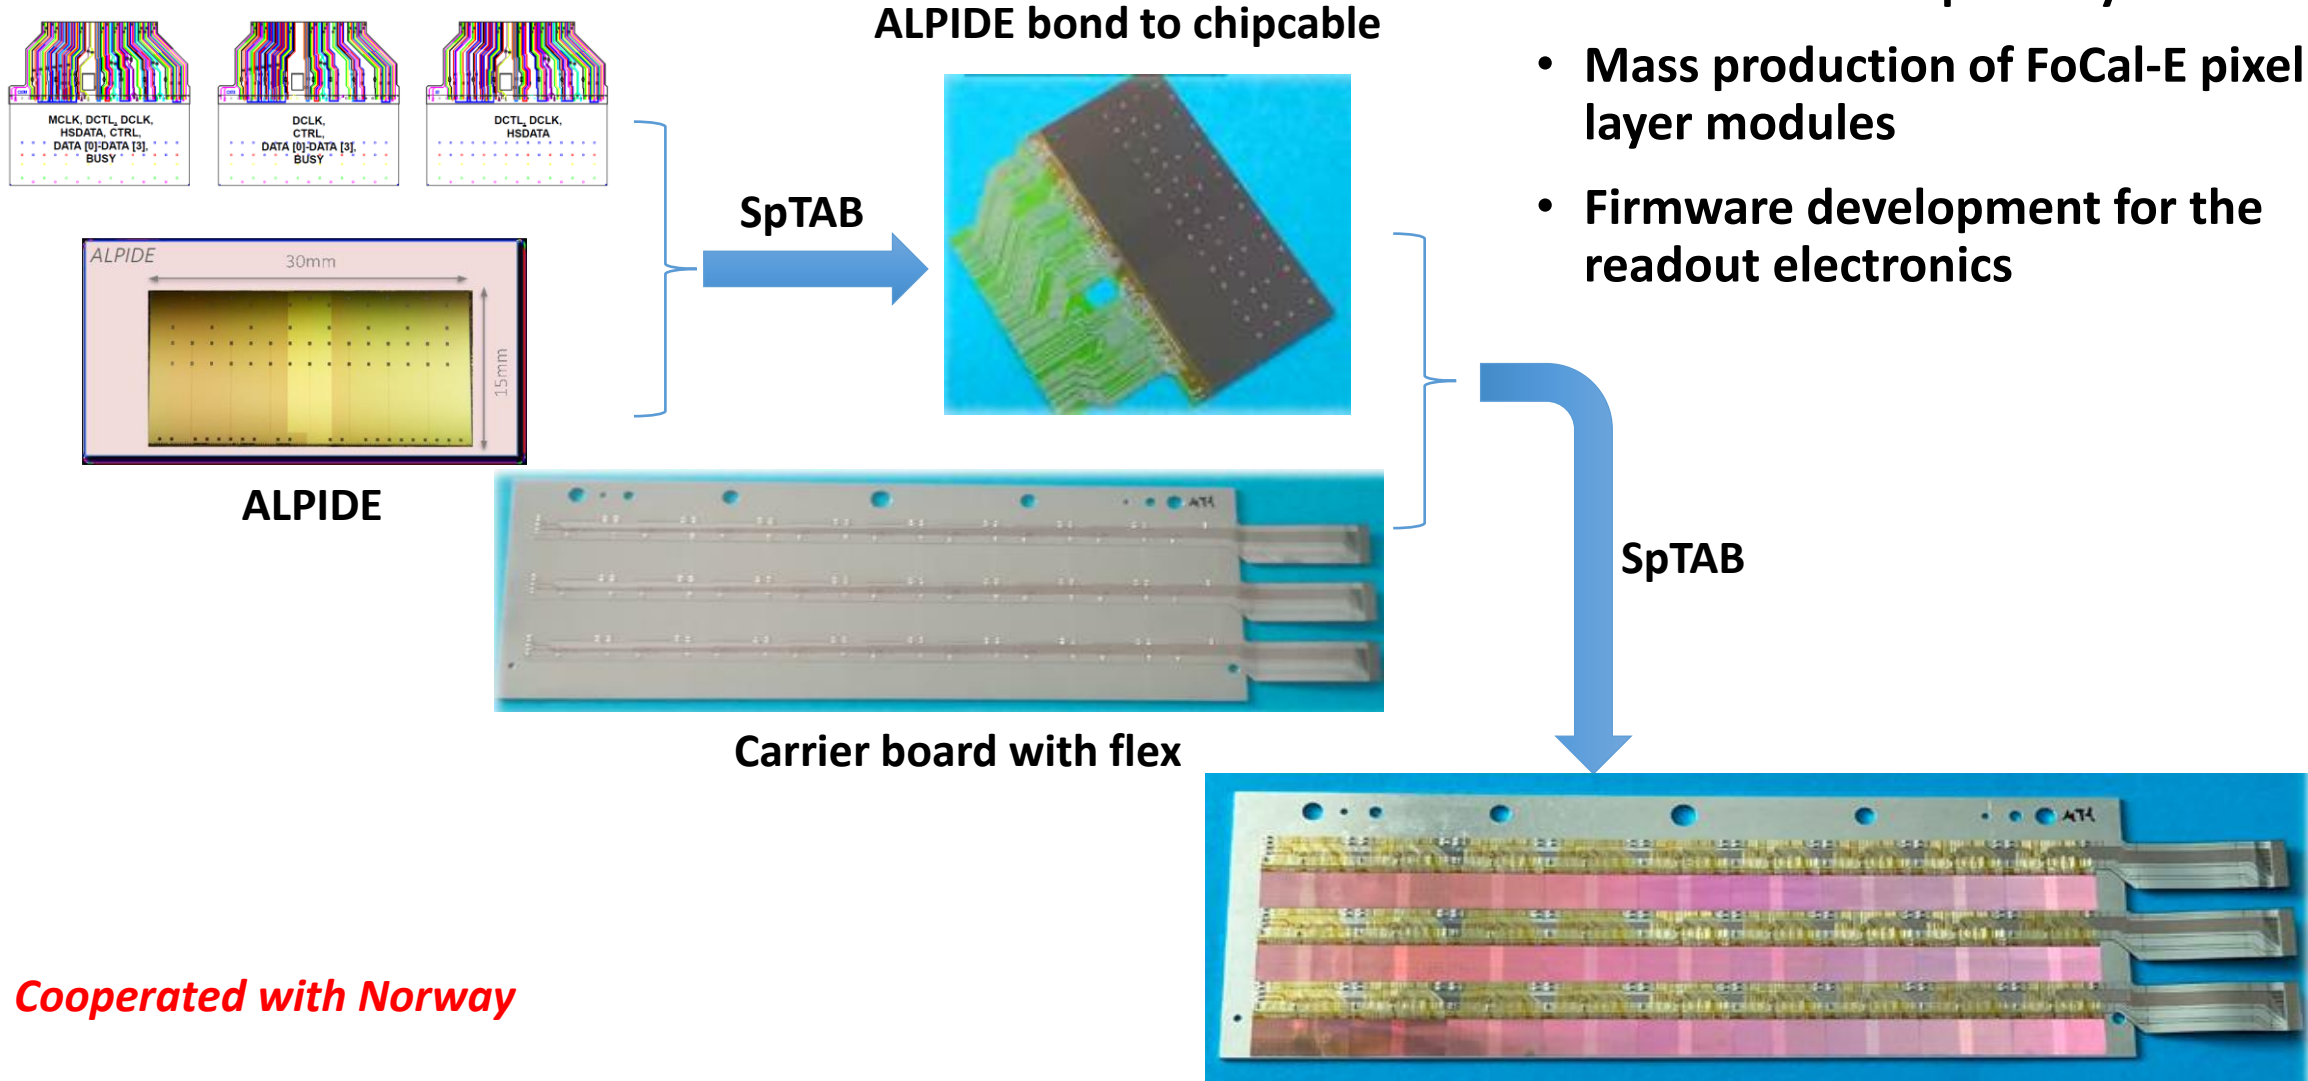 ALPIDE bond to chipcable
• Mass production of FoCal-E pixel
layer modules
• Firmware development for the
readout electronics
MCLK, DCTL, DCLK,
HSDATA, CTRL,
DATA [0]-DATA [3],
BUSY
DCLK,
CTRL,
DATA [0]-DATA [3],
BUSY
DCTL, DCLK,
HSDATA
SpTAB
ALPIDE
30mm
15mm
ALPIDE
Carrier board with flex
SpTAB
Cooperated with Norway